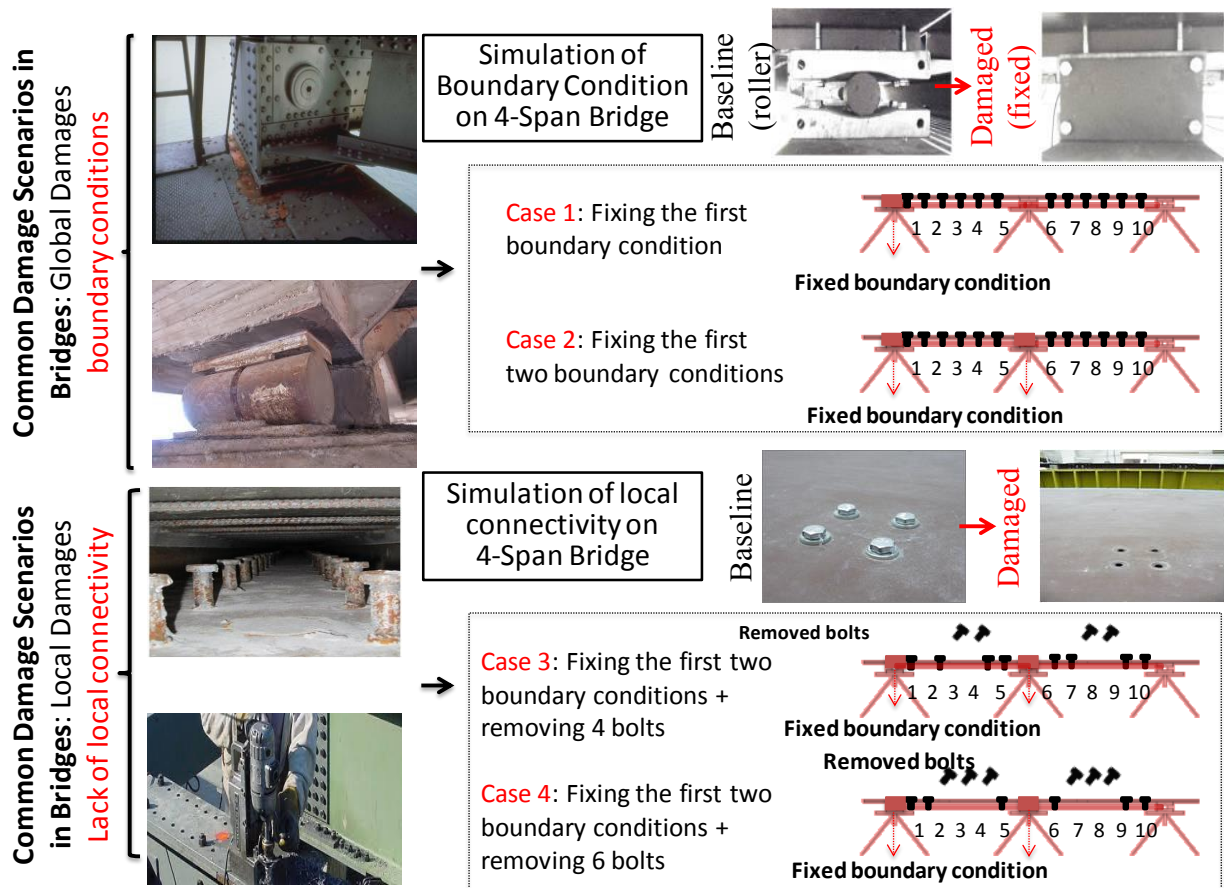 Common Damage Scenarios in
Bridges: Global Damages
boundary conditions
Simulation of
Boundary Condition
on 4-Span Bridge
Baseline
(roller)
Damaged
(fixed)
Case 1: Fixing the first
boundary condition
1 2 3 4 5 6 7 8 9 10
Fixed boundary condition
Case 2: Fixing the first
two boundary conditions
1 2 3 4 5 6 7 8 9 10
Fixed boundary condition
Common Damage Scenarios
in Bridges: Local Damages
Lack of local connectivity
Simulation of local
connectivity on
4-Span Bridge
Baseline
Damaged
Removed bolts
Case 3: Fixing the first two
boundary conditions +
removing 4 bolts
1 2 3 4 5 6 7 8 9 10
Fixed boundary condition
Removed bolts
Case 4: Fixing the first two
boundary conditions +
removing 6 bolts
1 2 3 4 5 6 7 8 9 10
Fixed boundary condition